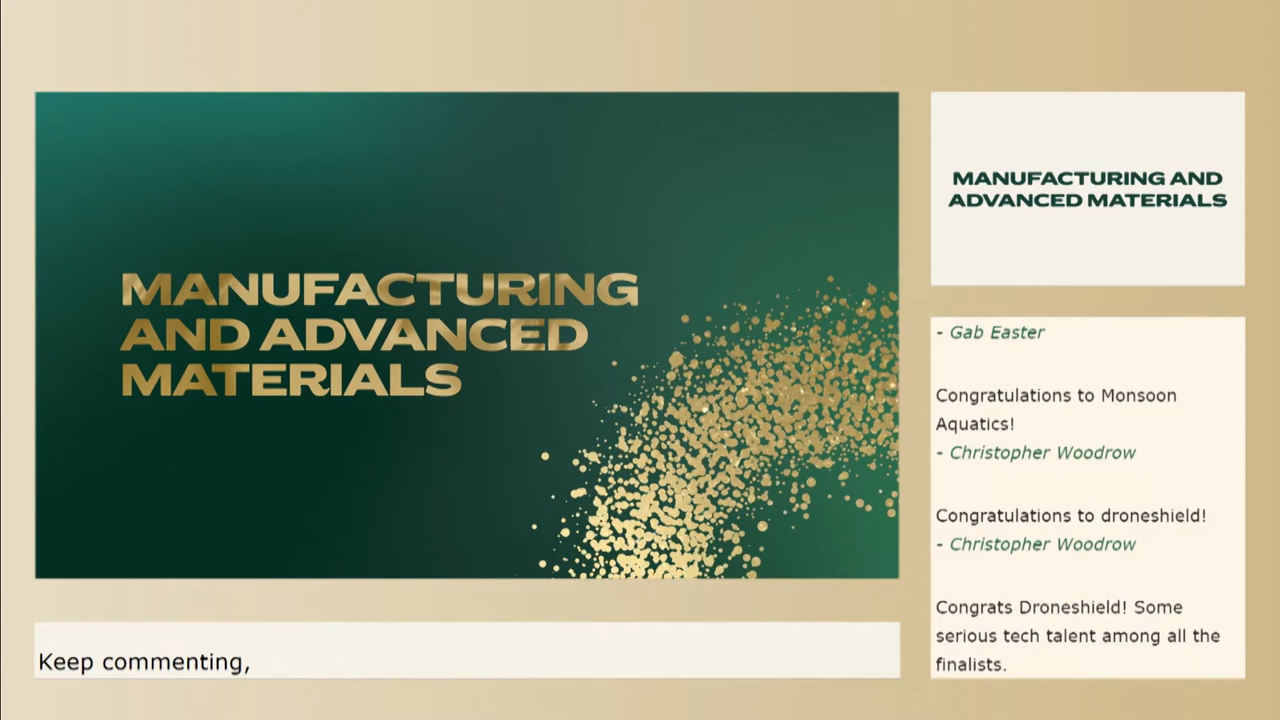 MANUFACTURING
AND ADVANCED
MATERIALS
Keep commenting,
MANUFACTURING AND
ADVANCED MATERIALS
- Gab Easter
Congratulations to Monsoon
Aquatics!
- Christopher Woodrow
Congratulations to droneshield!
- Christopher Woodrow
Congrats Droneshield! Some
serious tech talent among all the
finalists.